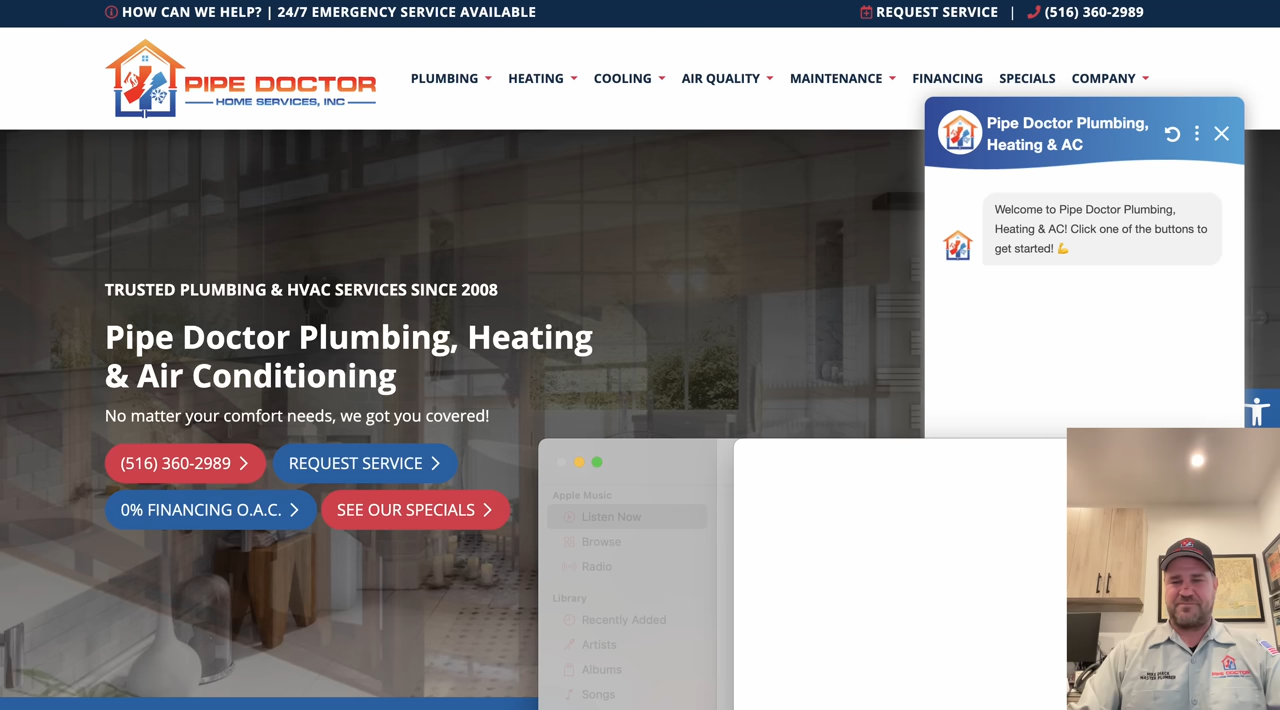 HOW CAN WE HELP? | 24/7 EMERGENCY SERVICE AVAILABLE
REQUEST SERVICE | (516) 360-2989
PIPE DOCTOR
HOME SERVICES, INC
PLUMBING HEATING COOLING AIR QUALITY MAINTENANCE FINANCING SPECIALS COMPANY
Pipe Doctor Plumbing,
Heating & AC
Welcome to Pipe Doctor Plumbing,
Heating & AC! Click one of the buttons to
get started! 💪
TRUSTED PLUMBING & HVAC SERVICES SINCE 2008
Pipe Doctor Plumbing, Heating
& Air Conditioning
No matter your comfort needs, we got you covered!
(516) 360-2989
REQUEST SERVICE
0% FINANCING O.A.C.
SEE OUR SPECIALS
Apple Music
Listen Now
Browse
Radio
Library
Recently Added
Artists
Albums
Songs
MASTER PLUMBER
PIPE DOCTOR